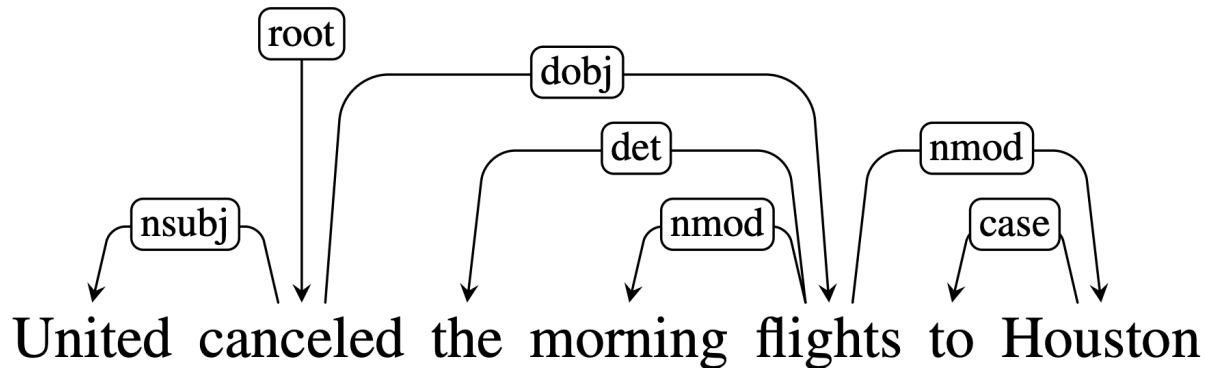 root
dobj
det nmod
nsubj nmod case
United canceled the morning flights to Houston